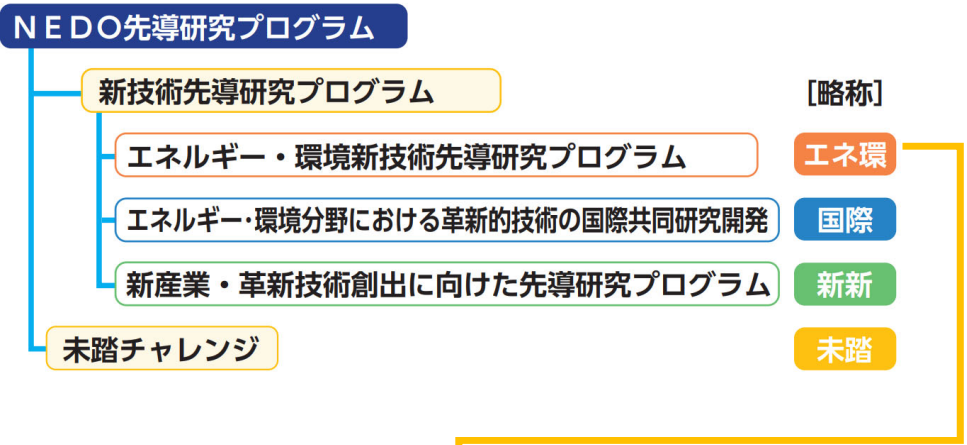 ＮＥＤＯ先導研究プログラム
新技術先導研究プログラム
［略称］
エネルギー・環境新技術先導研究プログラム
エネ環
エネルギー・環境分野における革新的技術の国際共同研究開発
国際
新産業・革新技術創出に向けた先導研究プログラム
新新
未踏チャレンジ
未踏